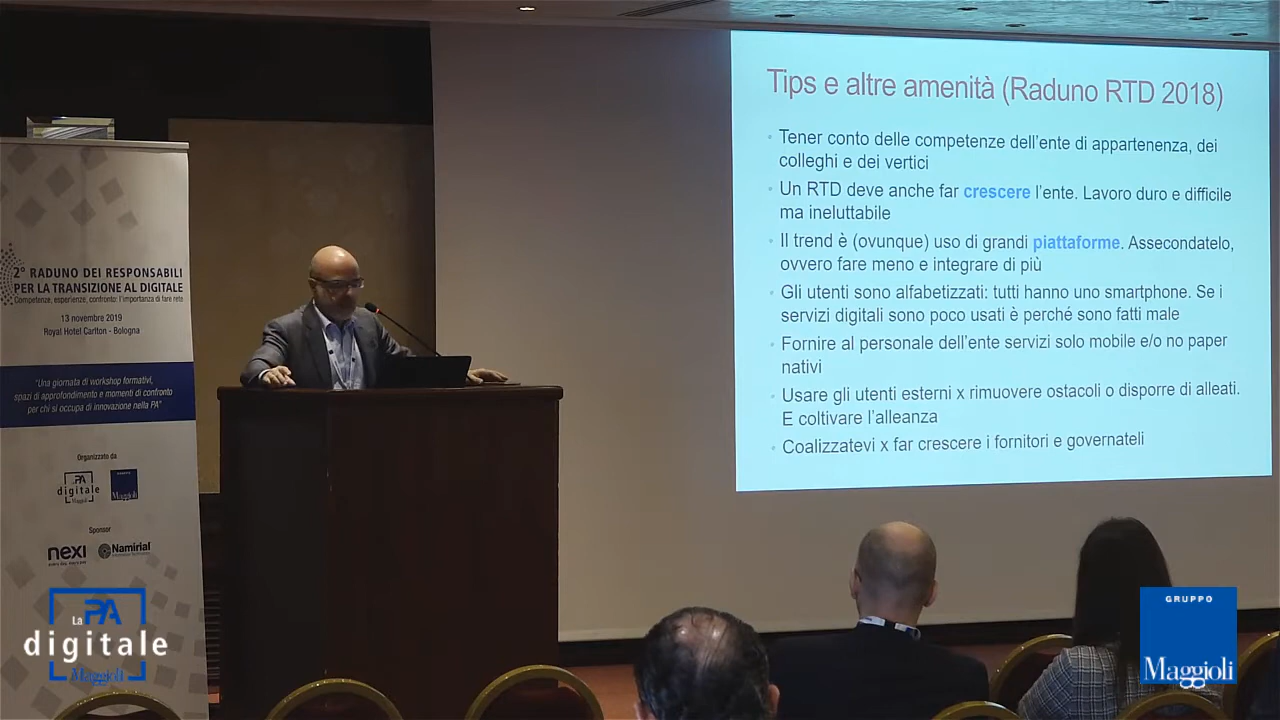 2° RADUNO DEI RESPONSABILI
PER LA TRANSIZIONE AL DIGITALE
Competenze, esperienze, confronto: l'importanza di fare rete
13 novembre 2019
Royal Hotel Carlton - Bologna
"Una giornata di workshop formativi,
spazi di approfondimento e momenti di confronto
per chi si occupa di innovazione nella PA"
Organizzato da
La PA
digitale
Maggioli
GRUPPO
Maggioli
Sponsor
nexi
Namirial
La PA
digitale
Maggioli
Tips e altre amenità (Raduno RTD 2018)
• Tener conto delle competenze dell'ente di appartenenza, dei
colleghi e dei vertici
• Un RTD deve anche far crescere l'ente. Lavoro duro e difficile
ma ineluttabile
• Il trend è (ovunque) uso di grandi piattaforme. Assecondatelo,
ovvero fare meno e integrare di più
• Gli utenti sono alfabetizzati: tutti hanno uno smartphone. Se i
servizi digitali sono poco usati è perché sono fatti male
• Fornire al personale dell'ente servizi solo mobile e/o no paper
nativi
• Usare gli utenti esterni x rimuovere ostacoli o disporre di alleati.
E coltivare l'alleanza
• Coalizzatevi x far crescere i fornitori e governateli
GRUPPO
Maggioli